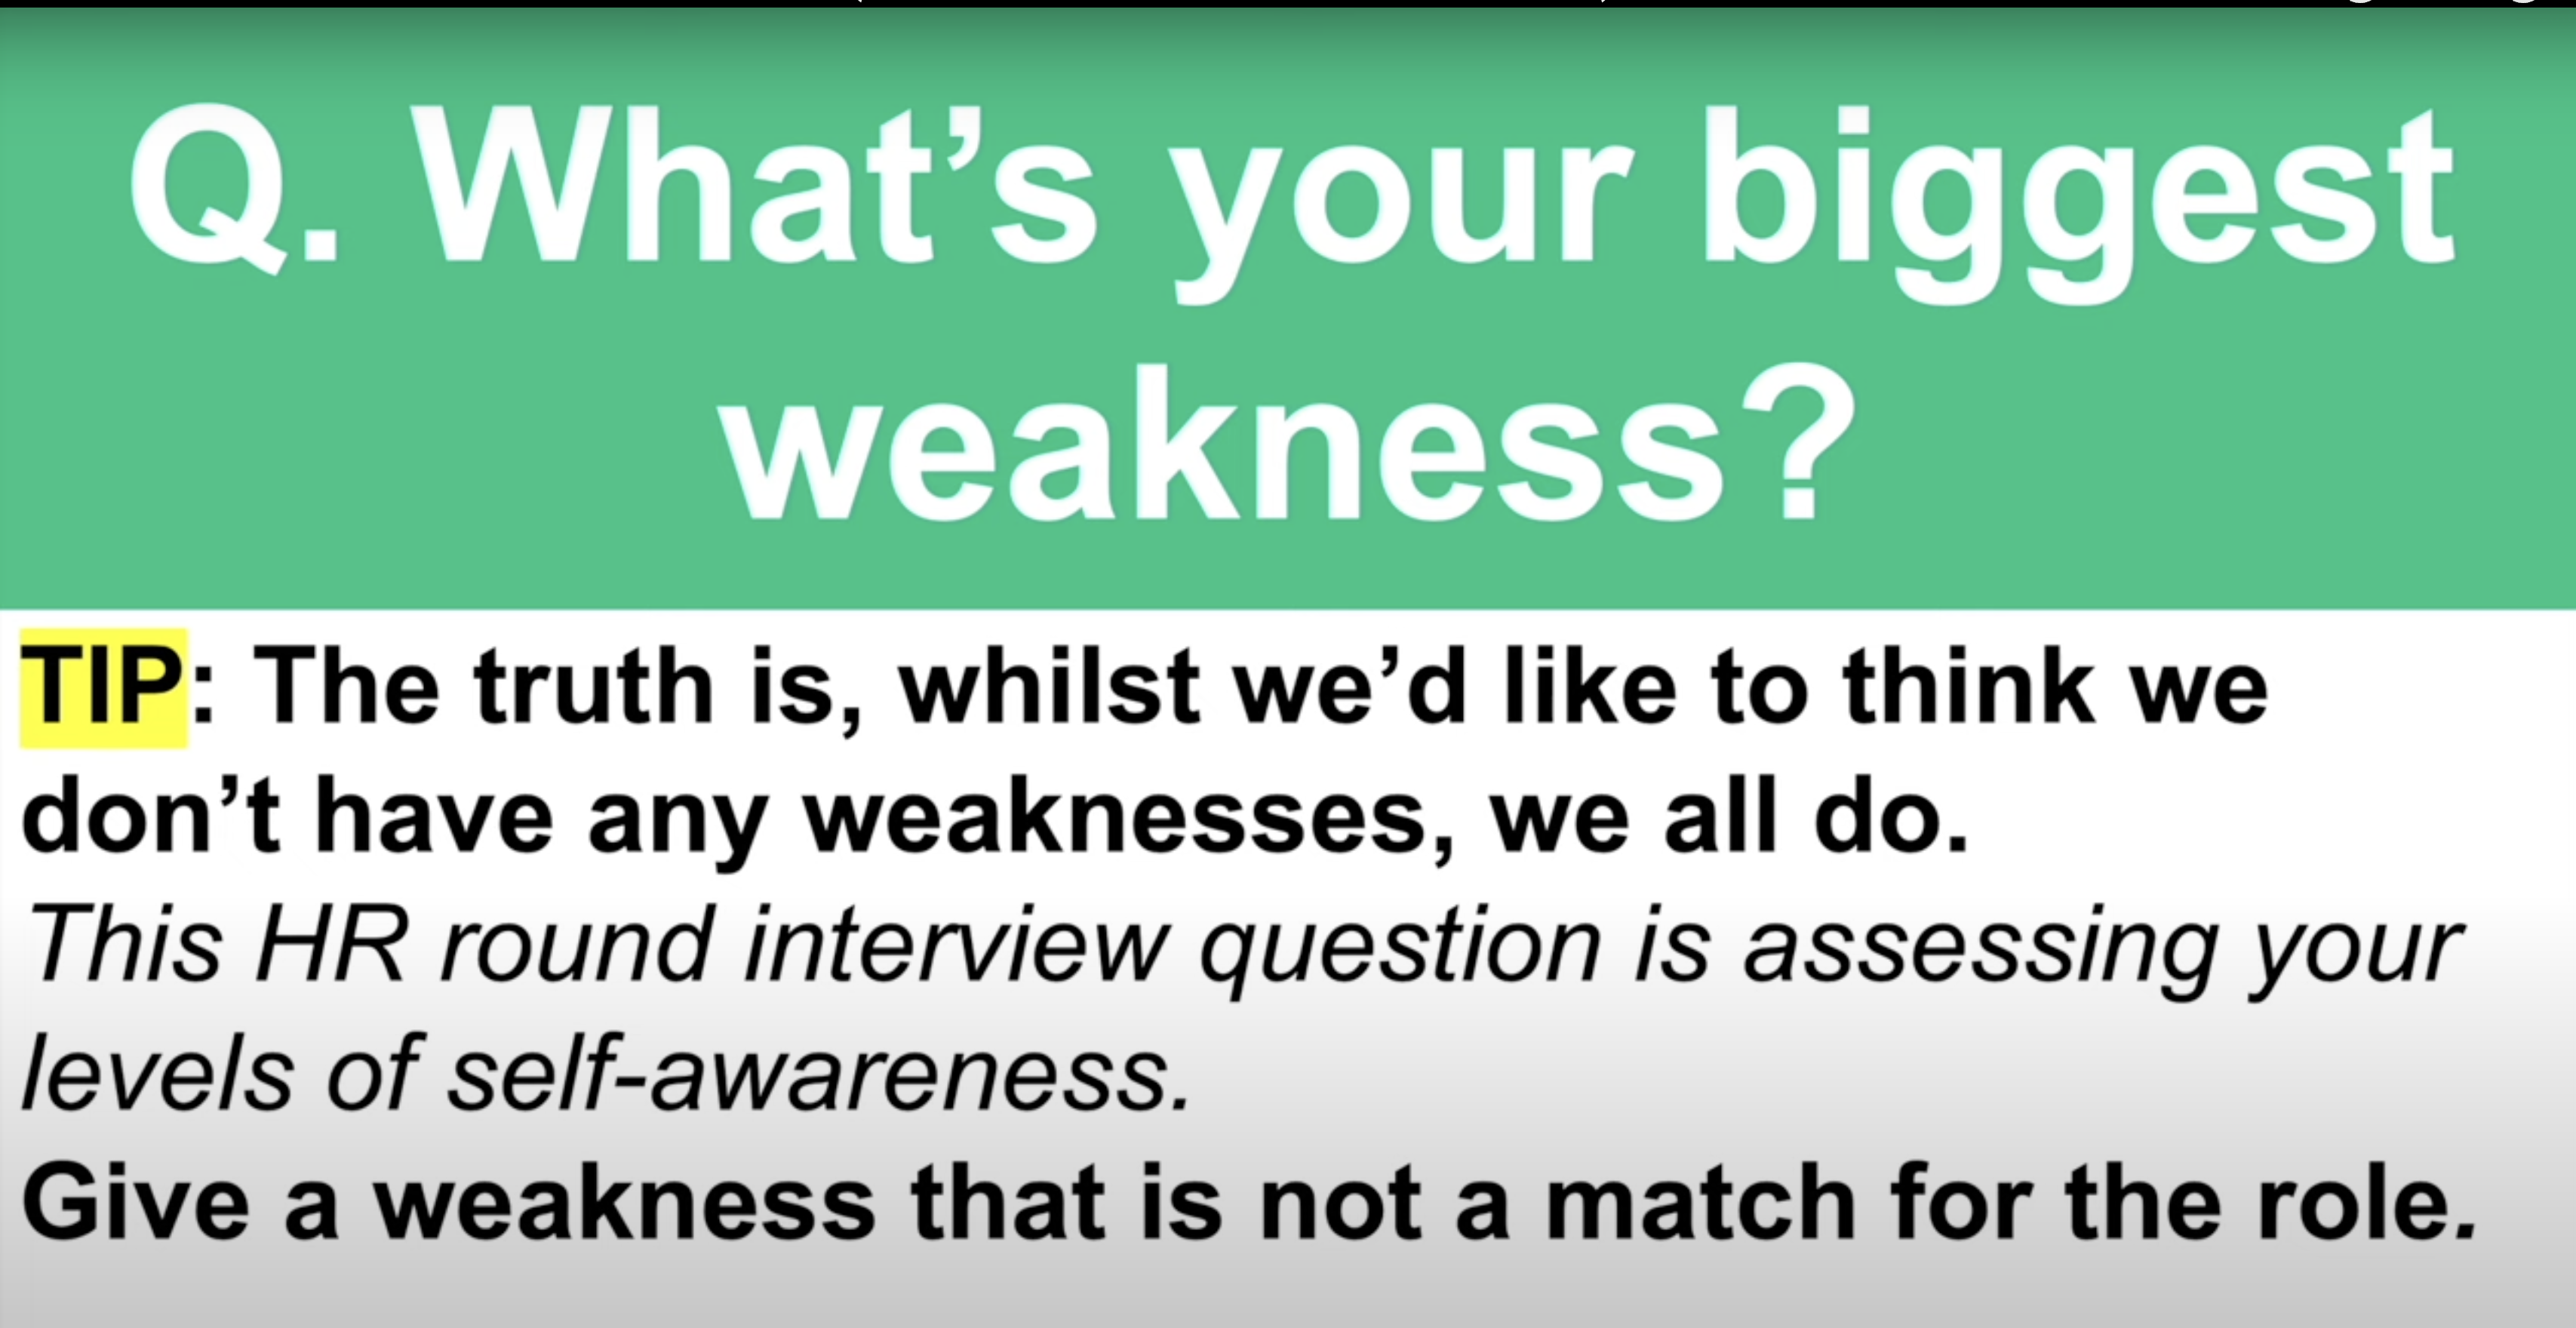 Q. What’s your biggest
weakness?
TIP: The truth is, whilst we’d like to think we
don’t have any weaknesses, we all do.
This HR round interview question is assessing your
levels of self-awareness.
Give a weakness that is not a match for the role.